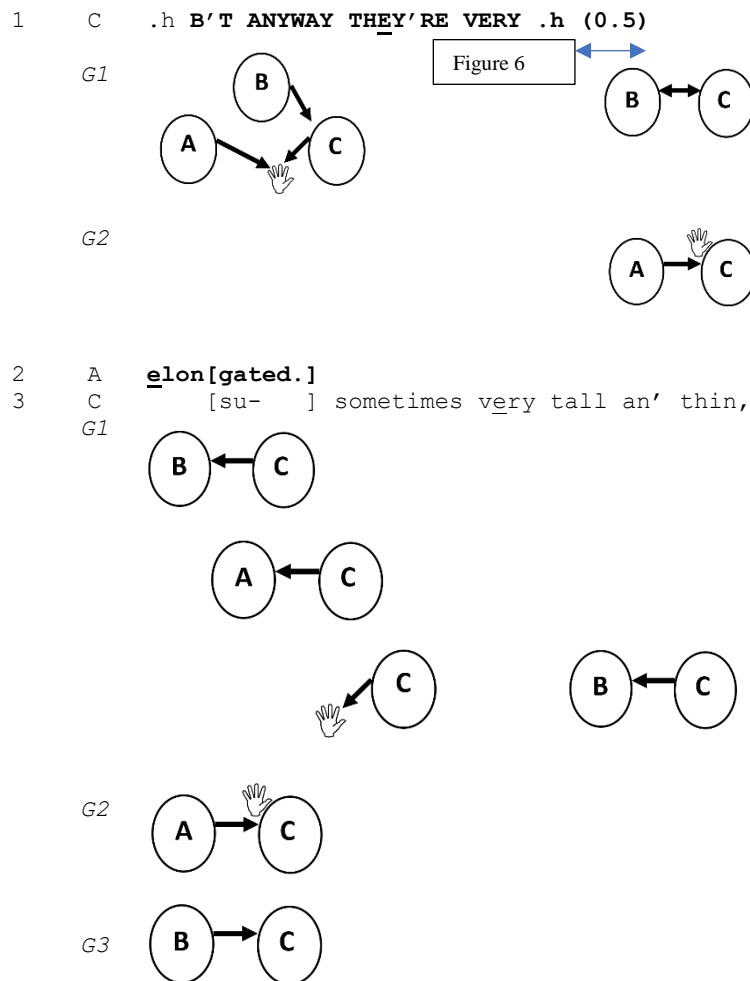 1 C .h B'T ANYWAY THEY'RE VERY .h (0.5)
Figure 6
G1 B B C
A C
G2
A C
2 A elon[gated.]
3 C [su- ] sometimes very tall an' thin,
G1
B C
A C
C B C
G2
A C
G3 B C